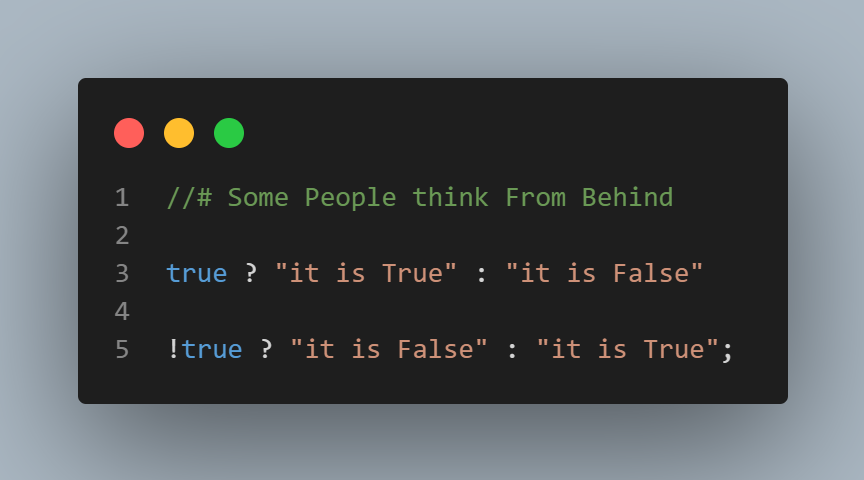 1 //# Some People think From Behind
2
3 true ? "it is True" : "it is False"
4
5 !true ? "it is False" : "it is True";